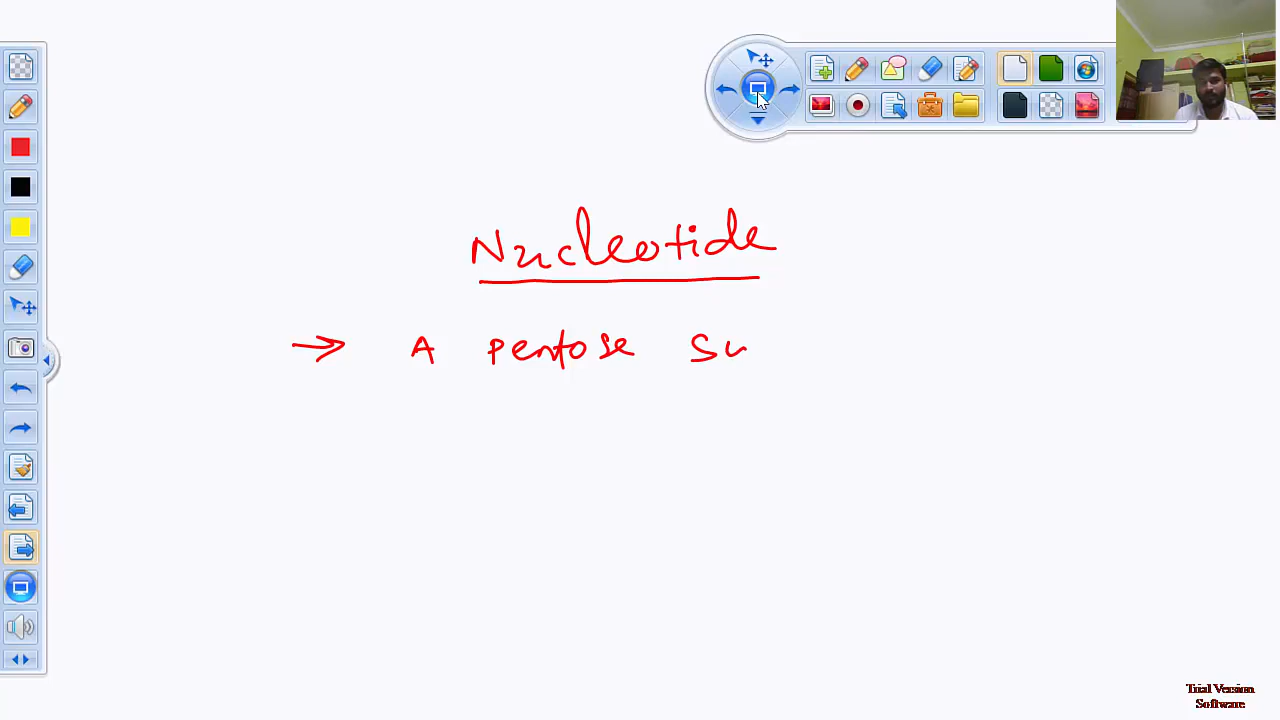 Nucleotide
→ A pentose su
Trial Version
Software